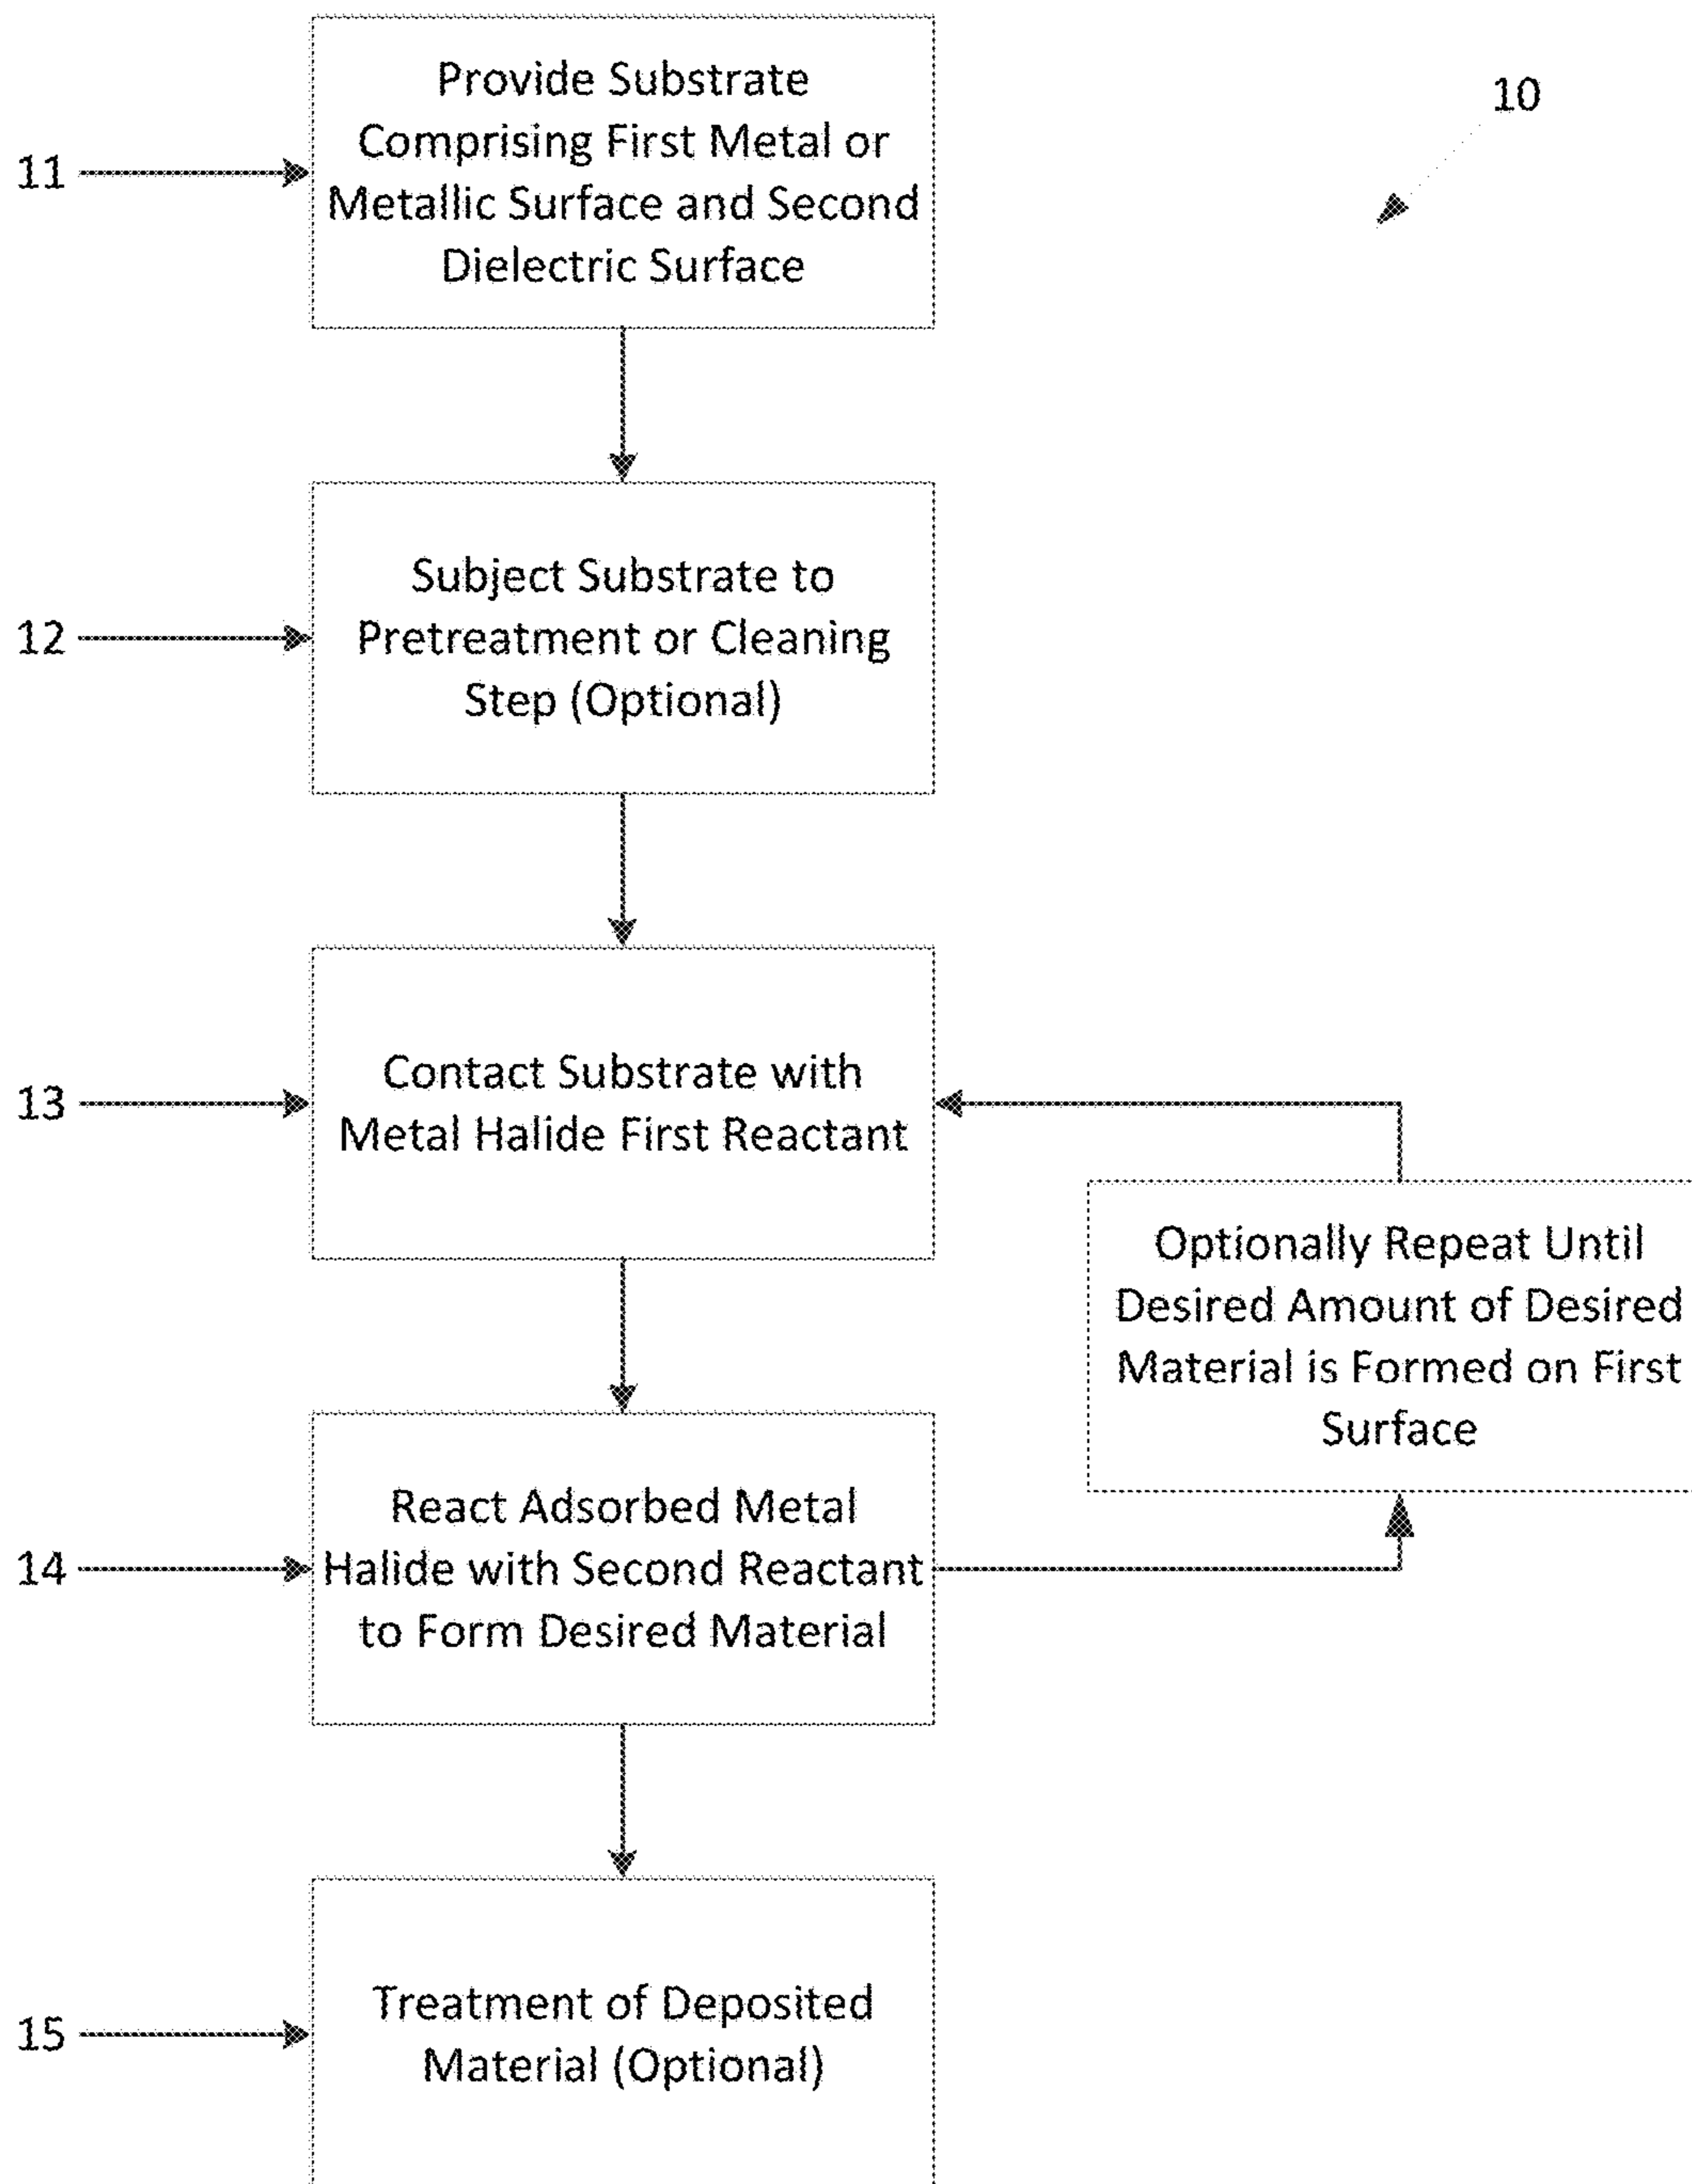 10
11
Provide Substrate
Comprising First Metal or
Metallic Surface and Second
Dielectric Surface
12
Subject Substrate to
Pretreatment or Cleaning
Step (Optional)
13
Contact Substrate with
Metal Halide First Reactant
Optionally Repeat Until
Desired Amount of Desired
Material is Formed on First
Surface
14
React Adsorbed Metal
Halide with Second Reactant
to Form Desired Material
15
Treatment of Deposited
Material (Optional)